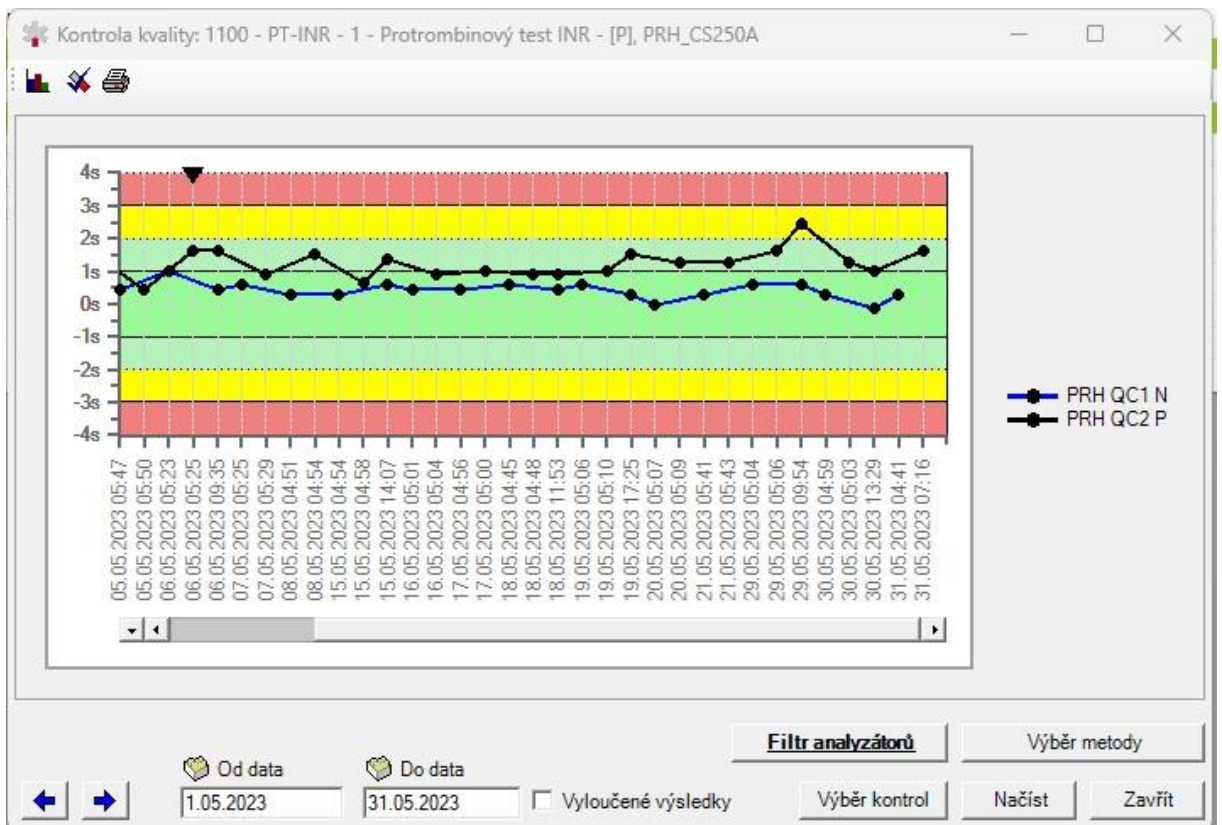 Kontrola kvality: 1100 - PT-INR - 1 - Protrombinový test INR - [P], PRH_CS250A
4s
3s
2s
1s
0s
-1s
-2s
-3s
-4s
PRH QC1 N
PRH QC2 P
05.05.2023 05:47
05.05.2023 05:50
06.05.2023 05:23
06.05.2023 05:25
06.05.2023 09:35
07.05.2023 05:25
07.05.2023 05:29
08.05.2023 04:51
08.05.2023 04:54
15.05.2023 04:54
15.05.2023 04:58
15.05.2023 14:07
16.05.2023 05:01
16.05.2023 05:04
17.05.2023 04:56
17.05.2023 05:00
18.05.2023 04:45
18.05.2023 04:48
18.05.2023 11:53
19.05.2023 05:06
19.05.2023 05:10
19.05.2023 17:25
20.05.2023 05:07
20.05.2023 05:09
21.05.2023 05:41
21.05.2023 05:43
29.05.2023 05:04
29.05.2023 05:06
29.05.2023 09:54
30.05.2023 04:59
30.05.2023 05:03
30.05.2023 13:29
31.05.2023 04:41
31.05.2023 07:16
Filtr analyzátorů
Výběr metody
Od data
Do data
1.05.2023
31.05.2023
Vyloučené výsledky
Výběr kontrol
Načíst
Zavřít